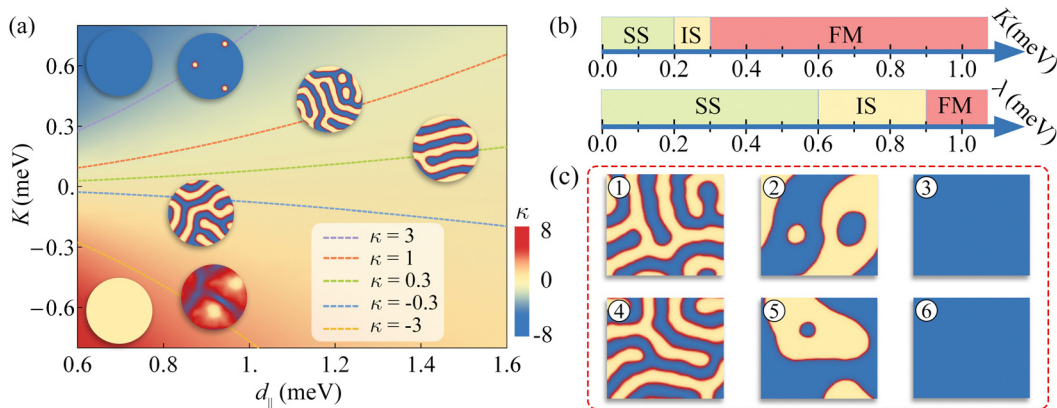 (a)
K (meV)
0.6
0.3
0.
−0.3
−0.6
0.6
0.8
1.0
1.2
1.4
1.6
d∥ (meV)
κ = 3
κ = 1
κ = 0.3
κ = -0.3
κ = -3
κ
8
0
-8
(b)
SS
IS
FM
K (meV)
0.0
0.2
0.4
0.6
0.8
1.0
SS
IS
FM
λ (meV)
0.0
0.2
0.4
0.6
0.8
1.0
(c)
①
②
③
④
⑤
⑥